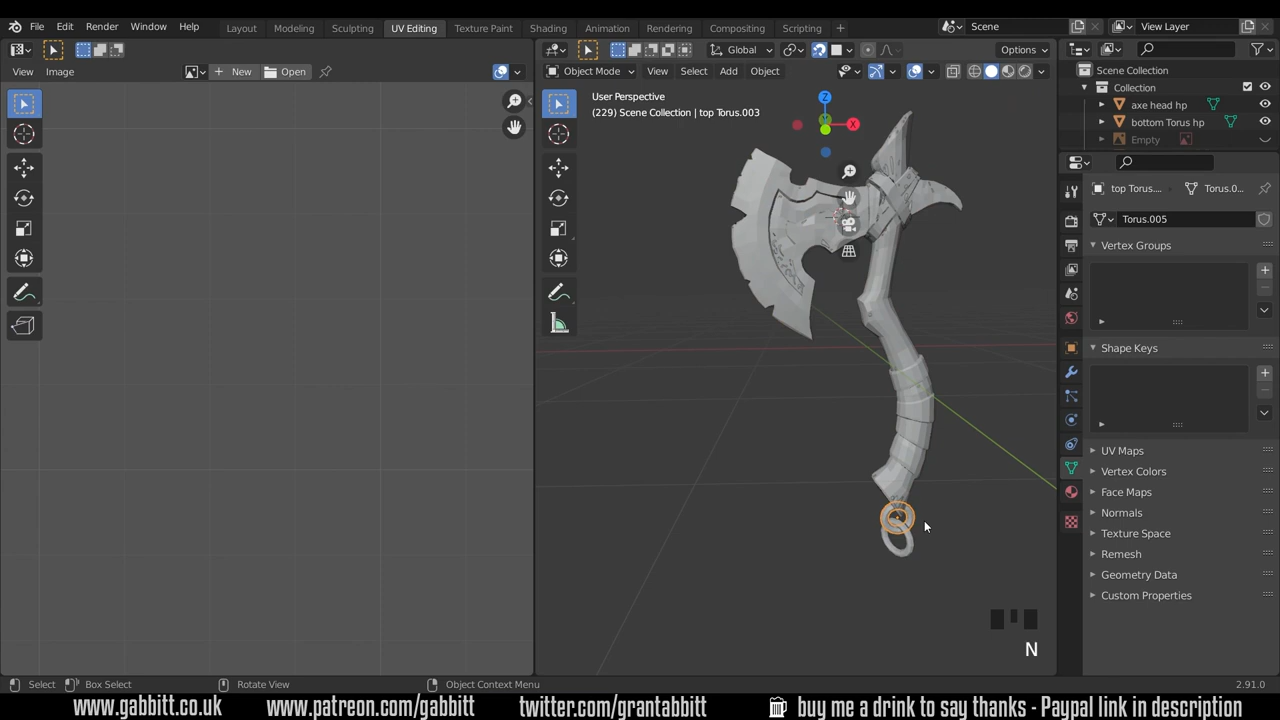 File Edit Render Window Help
Layout Modeling Sculpting UV Editing Texture Paint Shading Animation Rendering Compositing Scripting +
Scene
View Layer
Global
Options
View Image
+ New Open
Object Mode View Select Add Object
User Perspective
(229) Scene Collection | top Torus.003
Z
X
Scene Collection
Collection
axe head hp
bottom Torus hp
Empty
top Torus.... Torus.0...
Torus.005
Vertex Groups
Shape Keys
UV Maps
Vertex Colors
Face Maps
Normals
Texture Space
Remesh
Geometry Data
Custom Properties
N
Select Box Select Rotate View Object Context Menu 2.91.0
www.gabbitt.co.uk www.patreon.com/gabbitt twitter.com/grantabbitt buy me a drink to say thanks - Paypal link in description